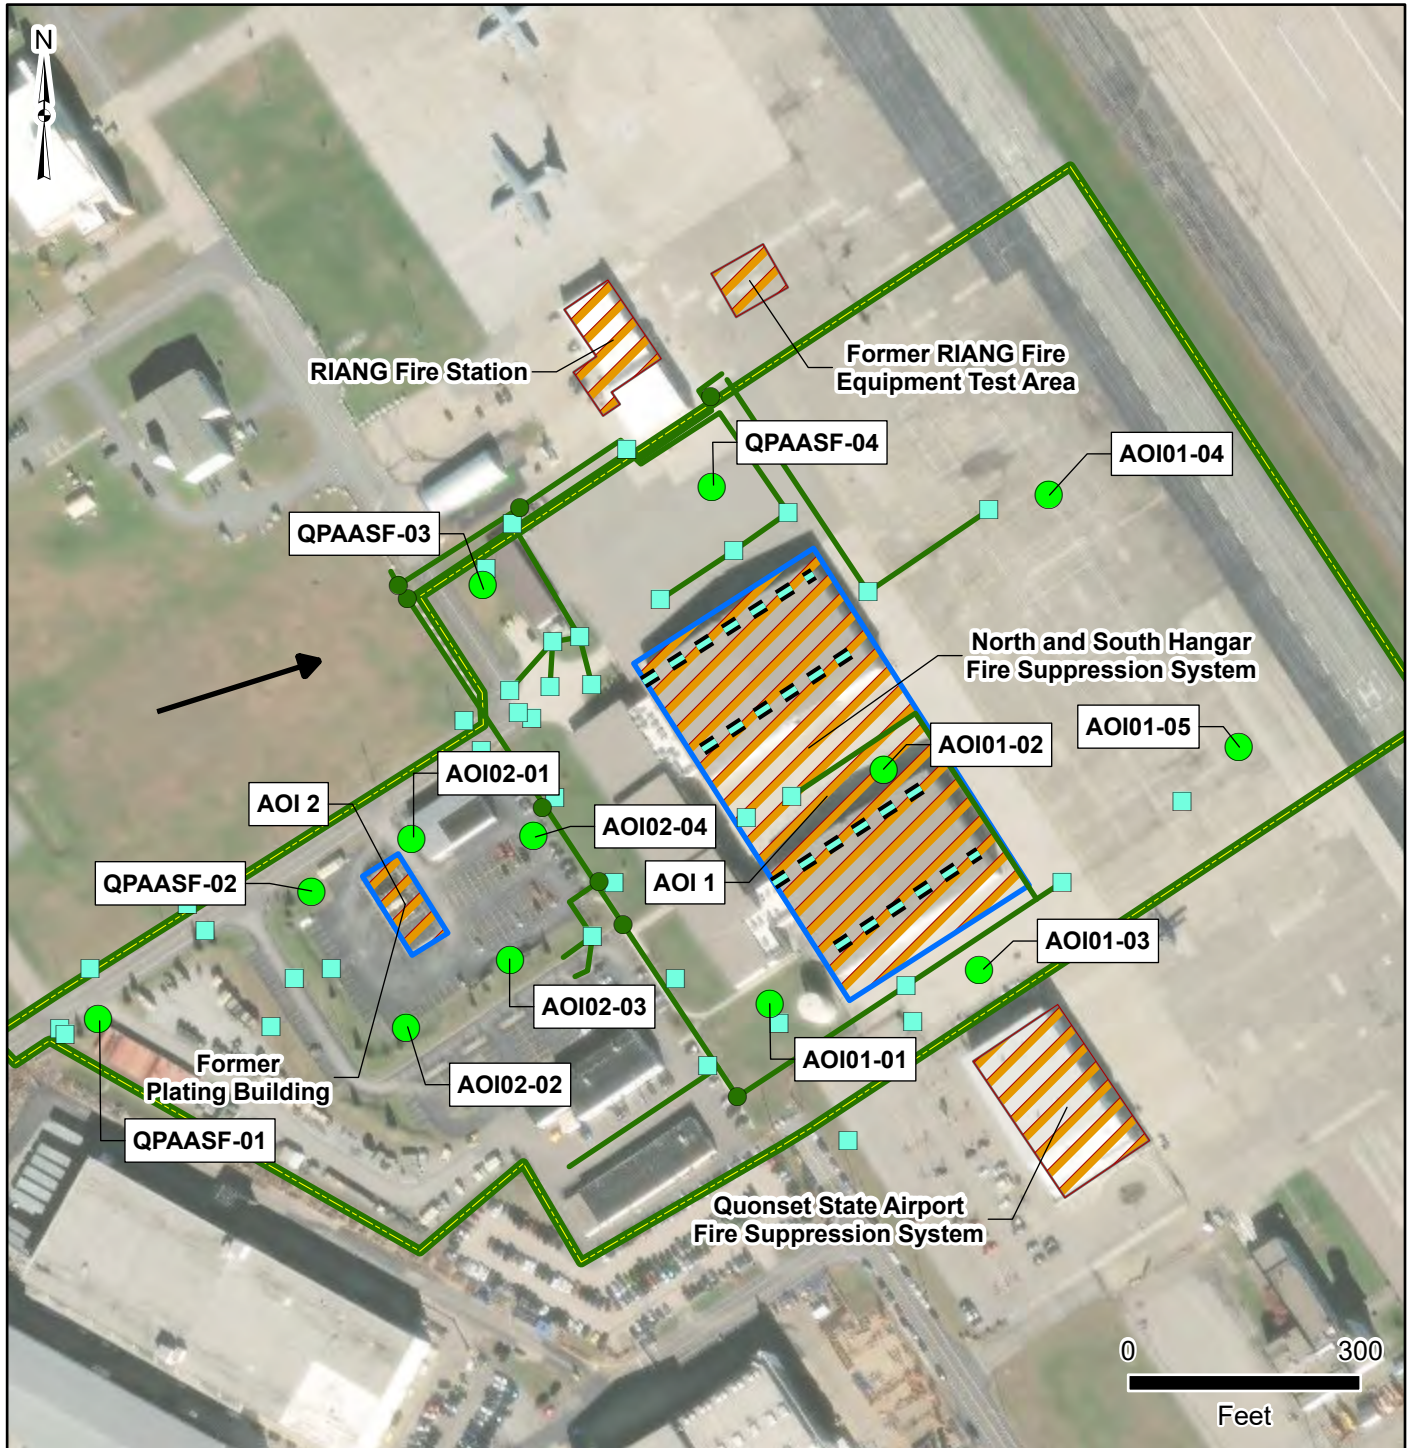 N
RIANG Fire Station
Former RIANG Fire
Equipment Test Area
QPAASF-04
AOI01-04
QPAASF-03
North and South Hangar
Fire Suppression System
AOI01-05
AOI01-02
AOI02-01
AOI 2
AOI02-04
QPAASF-02
AOI 1
AOI01-03
AOI02-03
AOI01-01
Former
Plating Building
AOI02-02
QPAASF-01
Quonset State Airport
Fire Suppression System
0 300
Feet